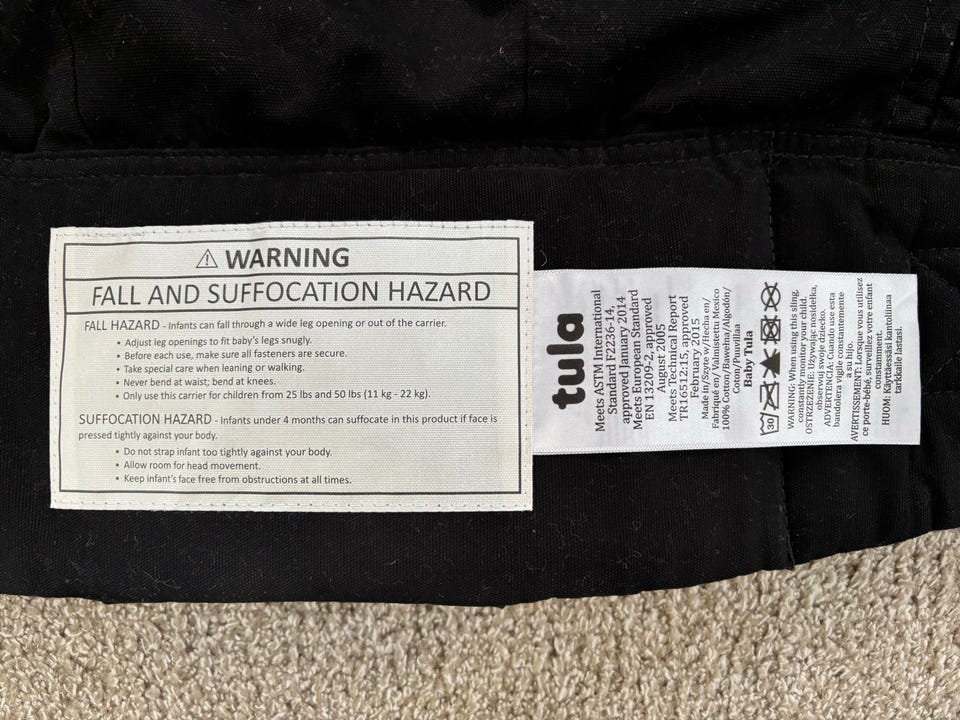 ⚠ WARNING
FALL AND SUFFOCATION HAZARD
FALL HAZARD - Infants can fall through a wide leg opening or out of the carrier.
• Adjust leg openings to fit baby's legs snugly.
• Before each use, make sure all fasteners are secure.
• Take special care when leaning or walking.
• Never bend at waist; bend at knees.
• Only use this carrier for children from 25 lbs and 50 lbs (11 kg - 22 kg).
SUFFOCATION HAZARD - Infants under 4 months can suffocate in this product if face is
pressed tightly against your body.
• Do not strap infant too tightly against your body.
• Allow room for head movement.
• Keep infant's face free from obstructions at all times.
tula
Meets ASTM International
Standard F2236-14,
approved January 2014
Meets European Standard
EN 13209-2, approved
August 2005
Meets Technical Report
TR16512:15, approved
February 2015
Made in/Szyte w/Hecha en/
Fabriqué en / Valmistettu Mexico
100% Cotton/Bawełna/Algodón/
Coton/Puuvillaa
Baby Tula
30
WARNING: When using this sling,
constantly monitor your child.
OSTRZEŻENIE: Używając nosidełka,
obserwuj swoje dziecko.
ADVERTENCIA: Cuando use esta
bandolera vigile constantemente
a su hijo.
AVERTISSEMENT: Lorsque vous utilisez
ce porte-bébé, surveillez votre enfant
constamment.
HUOM: Käyttäessäsi kantoliinaa
tarkkaile lastasi.